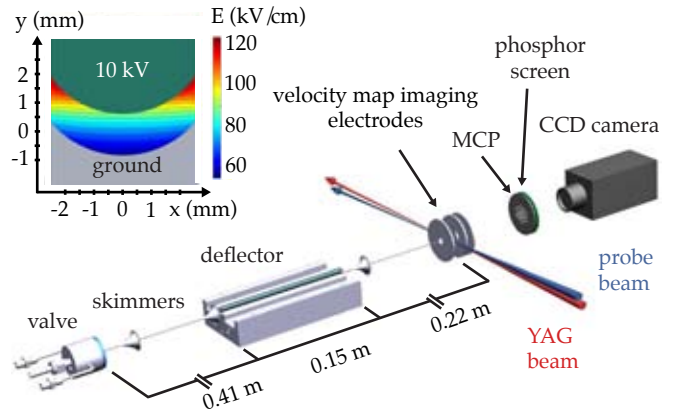 y (mm)
E (kV/cm)
2
1
0
-1
10 kV
ground
-2 -1 0 1 x (mm)
120
100
80
60
velocity map imaging
electrodes
phosphor
screen
MCP
CCD camera
deflector
skimmers
valve
probe
beam
YAG
beam
0.41 m
0.15 m
0.22 m